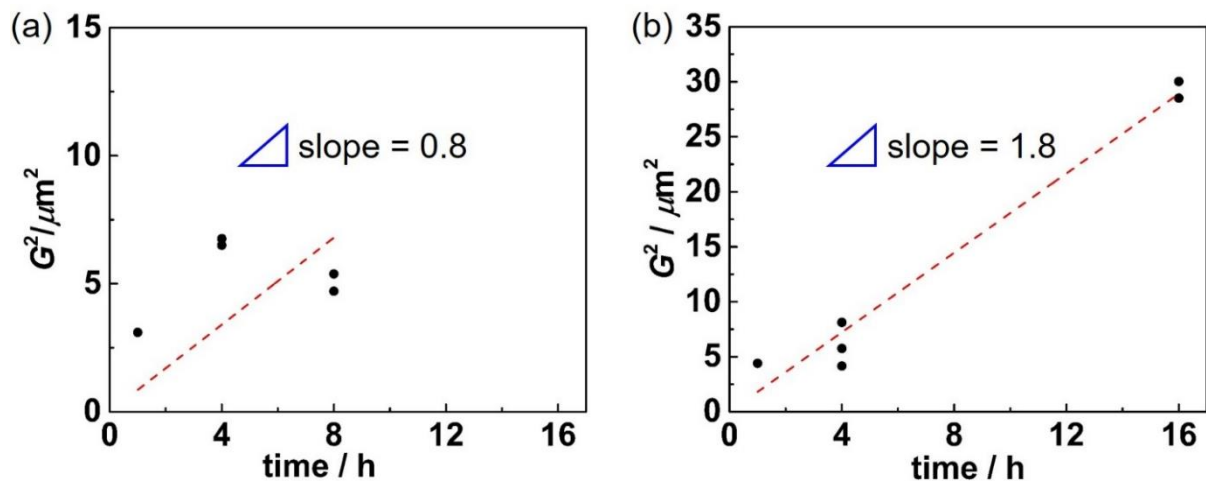 (a)
15
10
5
0
G²/μm²
slope = 0.8
0 4 8 12 16
time / h
(b)
35
30
25
20
15
10
5
0
G² / μm²
slope = 1.8
0 4 8 12 16
time / h